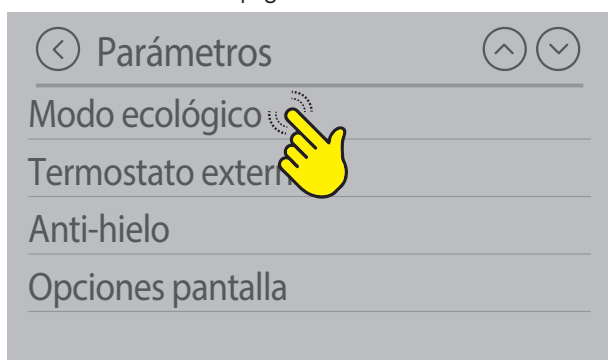 Parámetros
Modo ecológico
Termostato extern
Anti-hielo
Opciones pantalla